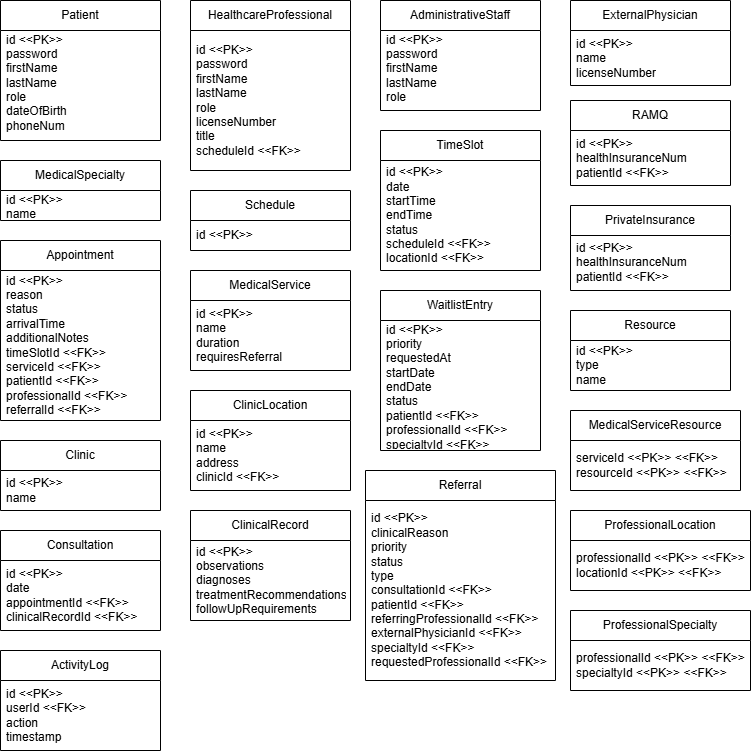 Patient
id <<PK>>
password
firstName
lastName
role
dateOfBirth
phoneNum
MedicalSpecialty
id <<PK>>
name
Appointment
id <<PK>>
reason
status
arrivalTime
additionalNotes
timeSlotId <<FK>>
serviceId <<FK>>
patientId <<FK>>
professionalId <<FK>>
referralId <<FK>>
Clinic
id <<PK>>
name
Consultation
id <<PK>>
date
appointmentId <<FK>>
clinicalRecordId <<FK>>
ActivityLog
id <<PK>>
userId <<FK>>
action
timestamp
HealthcareProfessional
id <<PK>>
password
firstName
lastName
role
licenseNumber
title
scheduleId <<FK>>
Schedule
id <<PK>>
MedicalService
id <<PK>>
name
duration
requiresReferral
ClinicLocation
id <<PK>>
name
address
clinicId <<FK>>
ClinicalRecord
id <<PK>>
observations
diagnoses
treatmentRecommendations
followUpRequirements
AdministrativeStaff
id <<PK>>
password
firstName
lastName
role
TimeSlot
id <<PK>>
date
startTime
endTime
status
scheduleId <<FK>>
locationId <<FK>>
WaitlistEntry
id <<PK>>
priority
requestedAt
startDate
endDate
status
patientId <<FK>>
professionalId <<FK>>
specialtyId <<FK>>
Referral
id <<PK>>
clinicalReason
priority
status
type
consultationId <<FK>>
patientId <<FK>>
referringProfessionalId <<FK>>
externalPhysicianId <<FK>>
specialtyId <<FK>>
requestedProfessionalId <<FK>>
ExternalPhysician
id <<PK>>
name
licenseNumber
RAMQ
id <<PK>>
healthInsuranceNum
patientId <<FK>>
PrivateInsurance
id <<PK>>
healthInsuranceNum
patientId <<FK>>
Resource
id <<PK>>
type
name
MedicalServiceResource
serviceId <<PK>> <<FK>>
resourceId <<PK>> <<FK>>
ProfessionalLocation
professionalId <<PK>> <<FK>>
locationId <<PK>> <<FK>>
ProfessionalSpecialty
professionalId <<PK>> <<FK>>
specialtyId <<PK>> <<FK>>